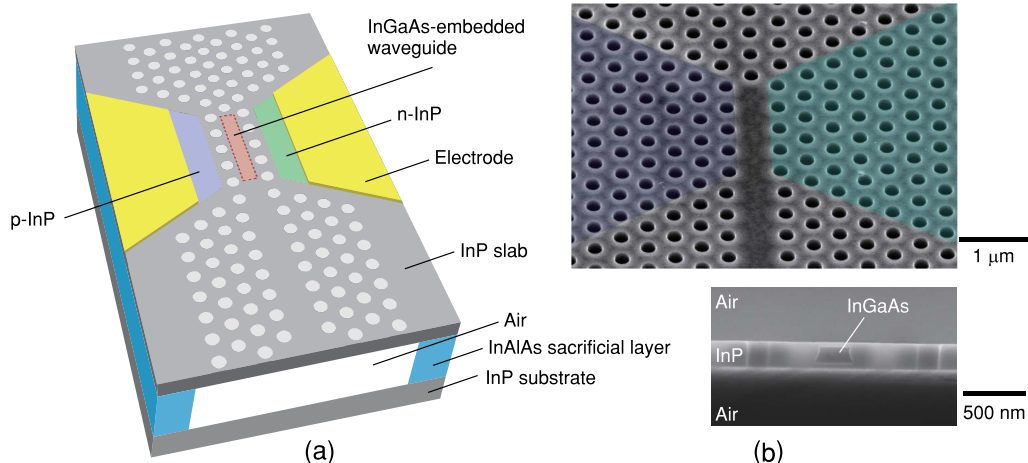 InGaAs-embedded
waveguide
n-InP
Electrode
p-InP
InP slab
Air
InAlAs sacrificial layer
InP substrate
(a)
1 μm
Air
InGaAs
InP
Air
500 nm
(b)